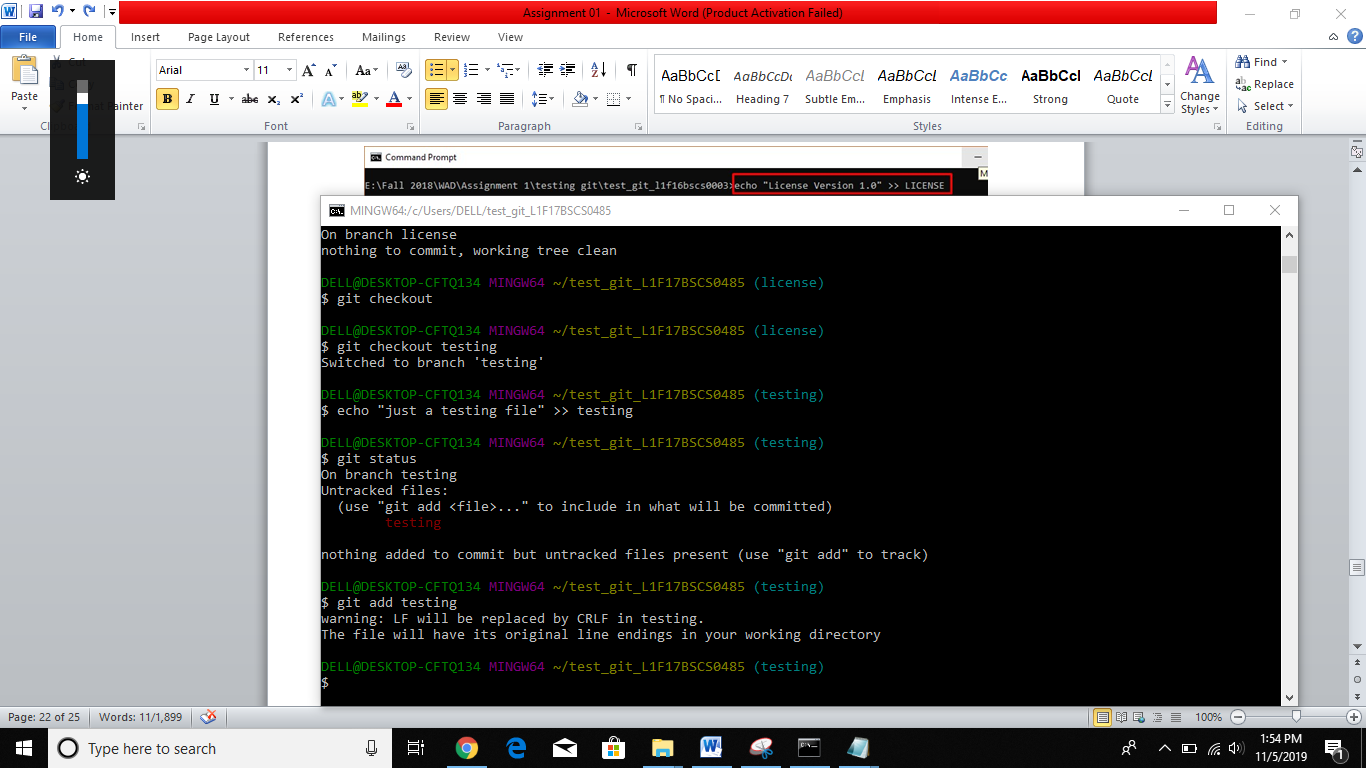 Assignment 01 - Microsoft Word (Product Activation Failed)
File Home Insert Page Layout References Mailings Review View
Paste
Painter
Arial 11
Aa
B I U abc x₂ x²
Font
Paragraph
AaBbCcI AaBbCcDc AaBbCcL AaBbCcL AaBbCc AaBbCcI AaBbCcL
¶ No Spaci... Heading 7 Subtle Em... Emphasis Intense E... Strong Quote
Styles
Change Styles
Find
Replace
Select
Editing
Command Prompt
E:\Fall 2018\WAD\Assignment 1\testing git\test_git_l1f16bscs0003>echo "License Version 1.0" >> LICENSE
M
MINGW64:/c/Users/DELL/test_git_L1F17BSCS0485
On branch license
nothing to commit, working tree clean
DELL@DESKTOP-CFTQ134 MINGW64 ~/test_git_L1F17BSCS0485 (license)
$ git checkout
DELL@DESKTOP-CFTQ134 MINGW64 ~/test_git_L1F17BSCS0485 (license)
$ git checkout testing
Switched to branch 'testing'
DELL@DESKTOP-CFTQ134 MINGW64 ~/test_git_L1F17BSCS0485 (testing)
$ echo "just a testing file" >> testing
DELL@DESKTOP-CFTQ134 MINGW64 ~/test_git_L1F17BSCS0485 (testing)
$ git status
On branch testing
Untracked files:
(use "git add <file>..." to include in what will be committed)
testing
nothing added to commit but untracked files present (use "git add" to track)
DELL@DESKTOP-CFTQ134 MINGW64 ~/test_git_L1F17BSCS0485 (testing)
$ git add testing
warning: LF will be replaced by CRLF in testing.
The file will have its original line endings in your working directory
DELL@DESKTOP-CFTQ134 MINGW64 ~/test_git_L1F17BSCS0485 (testing)
$
Page: 22 of 25 Words: 11/1,899
100%
Type here to search
1:54 PM
11/5/2019
1